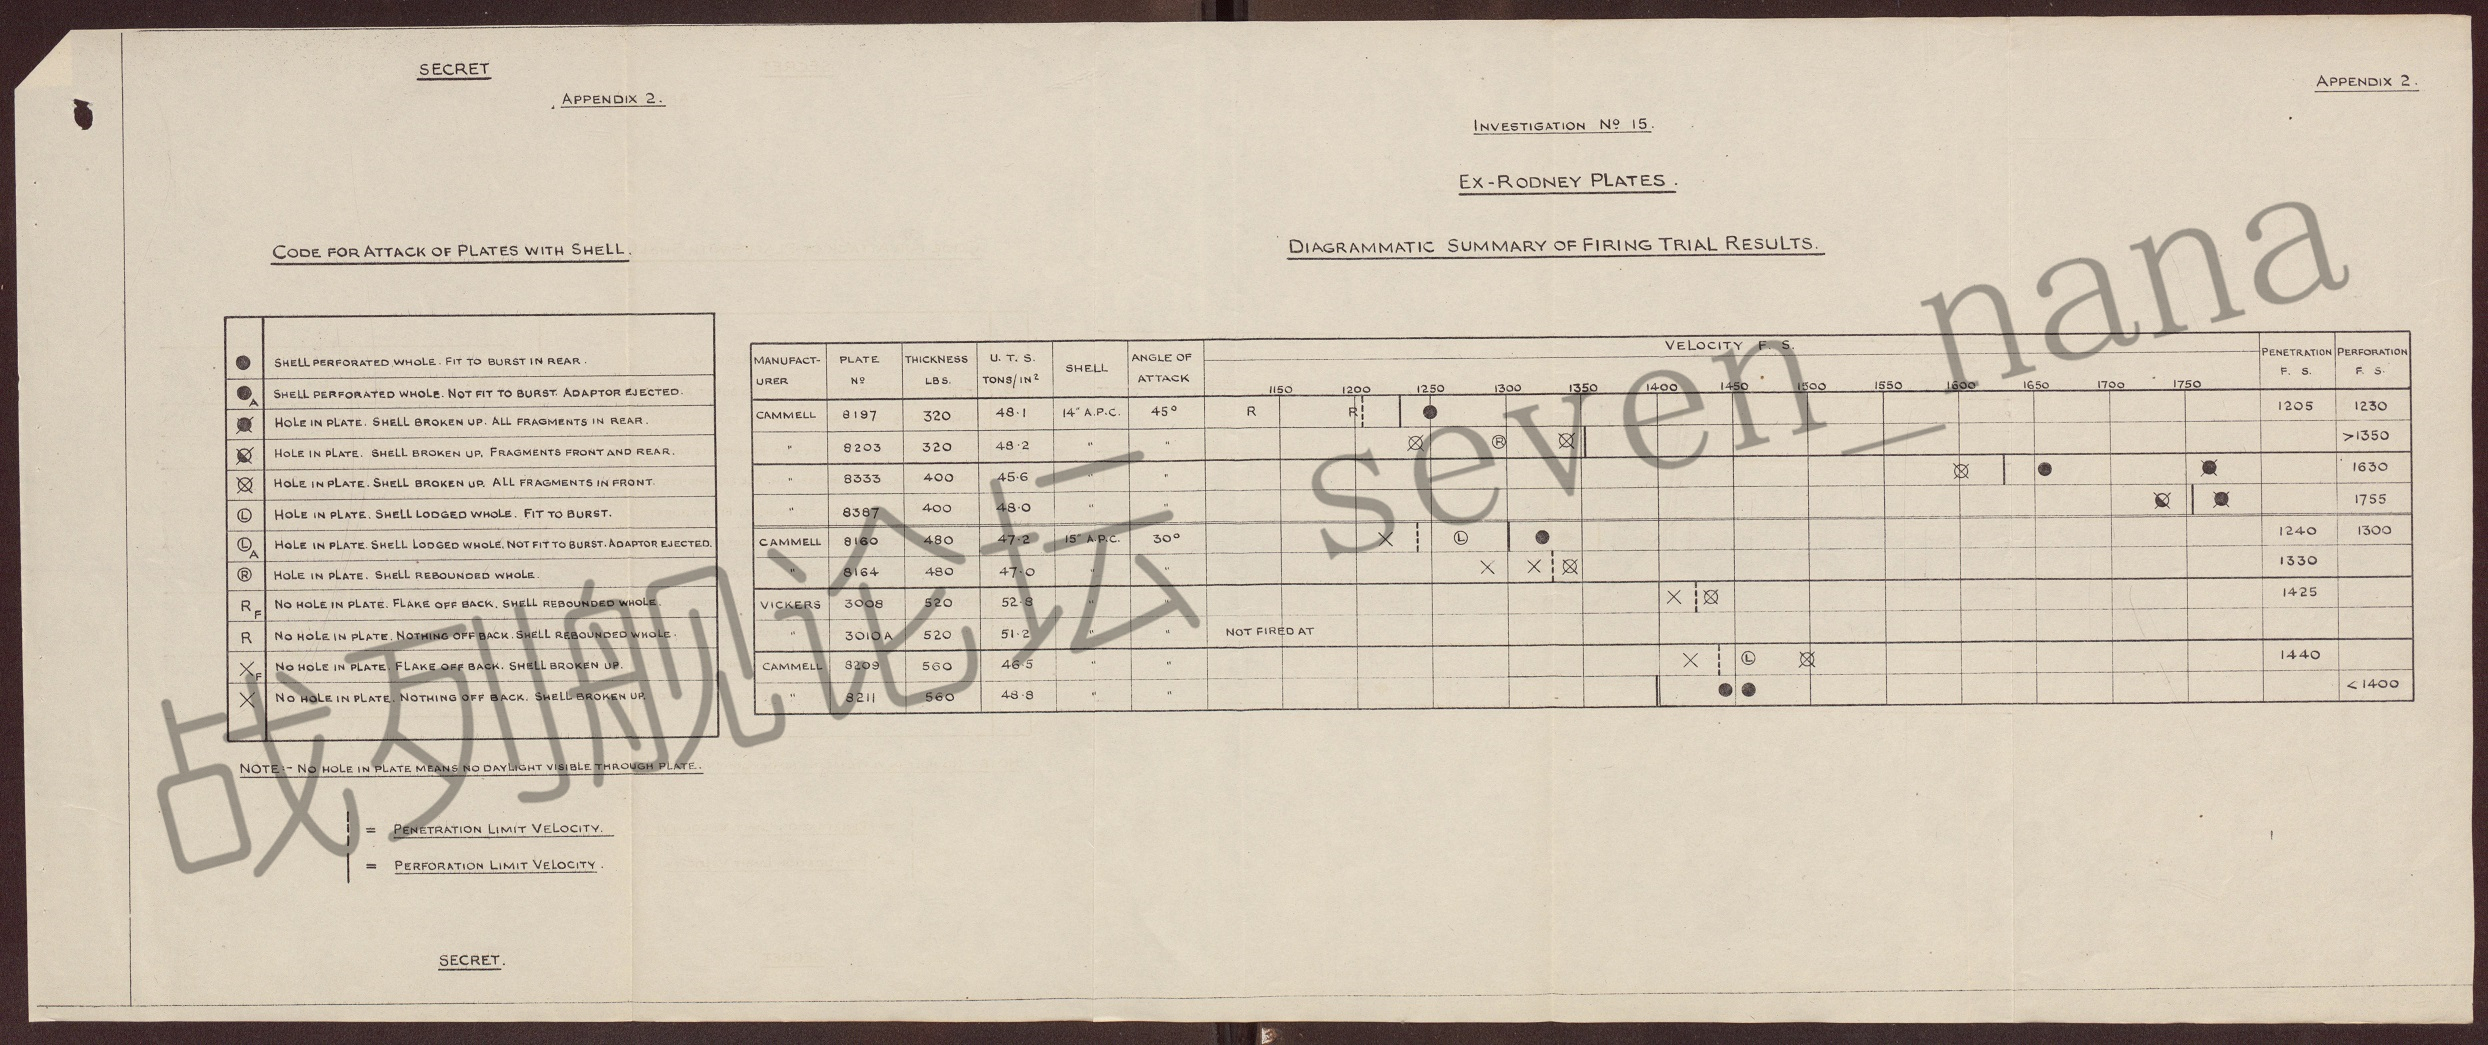 SECRET
APPENDIX 2.
APPENDIX 2.
INVESTIGATION Nº 15.
EX-RODNEY PLATES.
CODE FOR ATTACK OF PLATES WITH SHELL.
DIAGRAMMATIC SUMMARY OF FIRING TRIAL RESULTS.
SHELL PERFORATED WHOLE. FIT TO BURST IN REAR.
A SHELL PERFORATED WHOLE. NOT FIT TO BURST. ADAPTOR EJECTED.
HOLE IN PLATE. SHELL BROKEN UP. ALL FRAGMENTS IN REAR.
HOLE IN PLATE. SHELL BROKEN UP. FRAGMENTS FRONT AND REAR.
HOLE IN PLATE. SHELL BROKEN UP. ALL FRAGMENTS IN FRONT.
L HOLE IN PLATE. SHELL LODGED WHOLE. FIT TO BURST.
L A HOLE IN PLATE. SHELL LODGED WHOLE, NOT FIT TO BURST. ADAPTOR EJECTED.
R HOLE IN PLATE. SHELL REBOUNDED WHOLE.
R F NO HOLE IN PLATE. FLAKE OFF BACK. SHELL REBOUNDED WHOLE.
R NO HOLE IN PLATE. NOTHING OFF BACK. SHELL REBOUNDED WHOLE.
X F NO HOLE IN PLATE. FLAKE OFF BACK. SHELL BROKEN UP.
X NO HOLE IN PLATE. NOTHING OFF BACK. SHELL BROKEN UP.
NOTE:- NO HOLE IN PLATE MEANS NO DAYLIGHT VISIBLE THROUGH PLATE.
= PENETRATION LIMIT VELOCITY.
= PERFORATION LIMIT VELOCITY.
SECRET.
MANUFACT-URER PLATE Nº THICKNESS LBS. U.T.S. TONS/IN² SHELL ANGLE OF ATTACK VELOCITY F. S. PENETRATION F. S. PERFORATION F. S.
1150 1200 1250 1300 1350 1400 1450 1500 1550 1600 1650 1700 1750
CAMMELL 8197 320 48·1 14" A.P.C. 45° R R 1205 1230
" 8203 320 48·2 " " R >1350
" 8333 400 45·6 " " 1630
" 8387 400 48·0 " " 1755
CAMMELL 8160 480 47·2 15" A.P.C. 30° X L 1240 1300
" 8164 480 47·0 " " X X 1330
VICKERS 3008 520 52·8 " " X 1425
" 3010A 520 51·2 " " NOT FIRED AT
CAMMELL 8209 560 46·5 " " X L 1440
" 8211 560 48·8 " " <1400
战列舰论坛 seven_nana